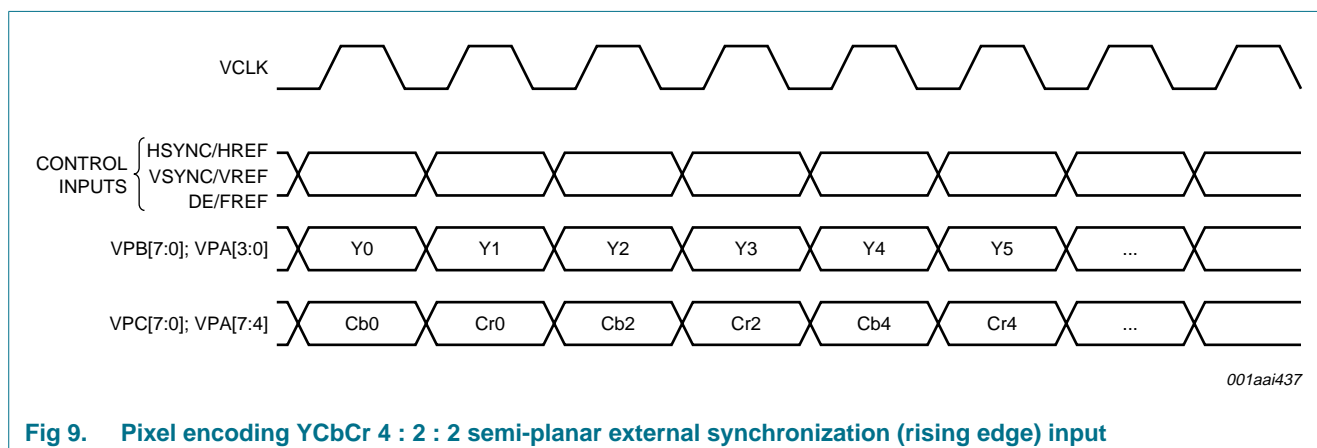 VCLK
CONTROL INPUTS
HSYNC/HREF
VSYNC/VREF
DE/FREF
VPB[7:0]; VPA[3:0] Y0 Y1 Y2 Y3 Y4 Y5 ...
VPC[7:0]; VPA[7:4] Cb0 Cr0 Cb2 Cr2 Cb4 Cr4 ...
001aai437
Fig 9. Pixel encoding YCbCr 4 : 2 : 2 semi-planar external synchronization (rising edge) input